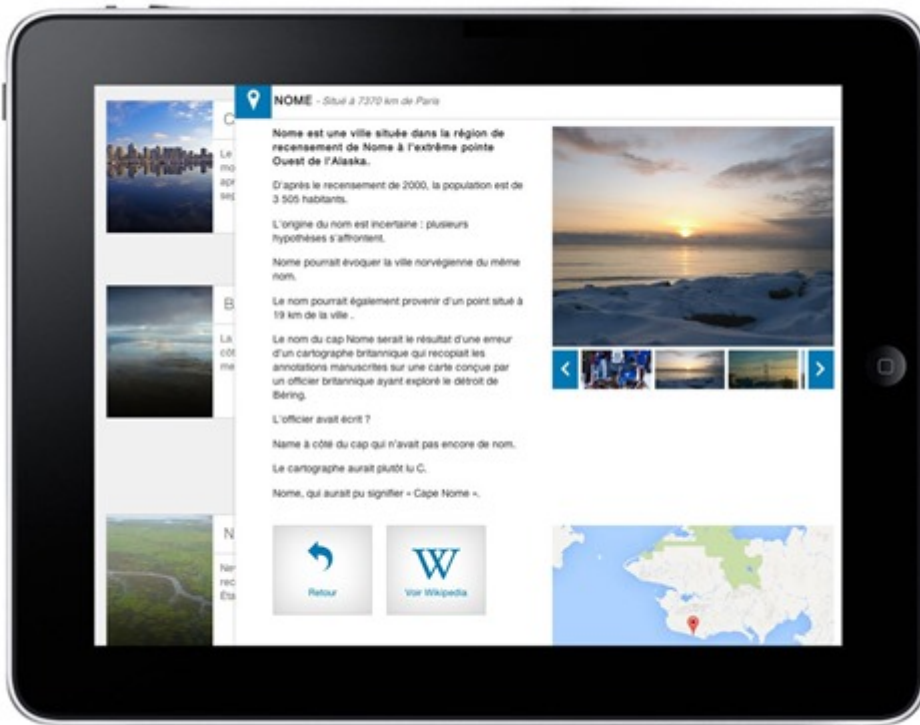 NOME - Situé à 7370 km de Paris
Nome est une ville située dans la région de
recensement de Nome à l'extrême pointe
Ouest de l'Alaska.
D'après le recensement de 2000, la population est de
3 505 habitants.
L'origine du nom est incertaine : plusieurs
hypothèses s'affrontent.
Nome pourrait évoquer la ville norvégienne du même
nom.
Le nom pourrait également provenir d'un point situé à
19 km de la ville .
Le nom du cap Nome serait le résultat d'une erreur
d'un cartographe britannique qui recopiait les
annotations manuscrites sur une carte conçue par
un officier britannique ayant exploré le détroit de
Béring.
L'officier avait écrit ?
Name à côté du cap qui n'avait pas encore de nom.
Le cartographe aurait plutôt lu C.
Nome, qui aurait pu signifier « Cape Nome ».
Retour
W
Voir Wikipedia
C
Le
B
La
N